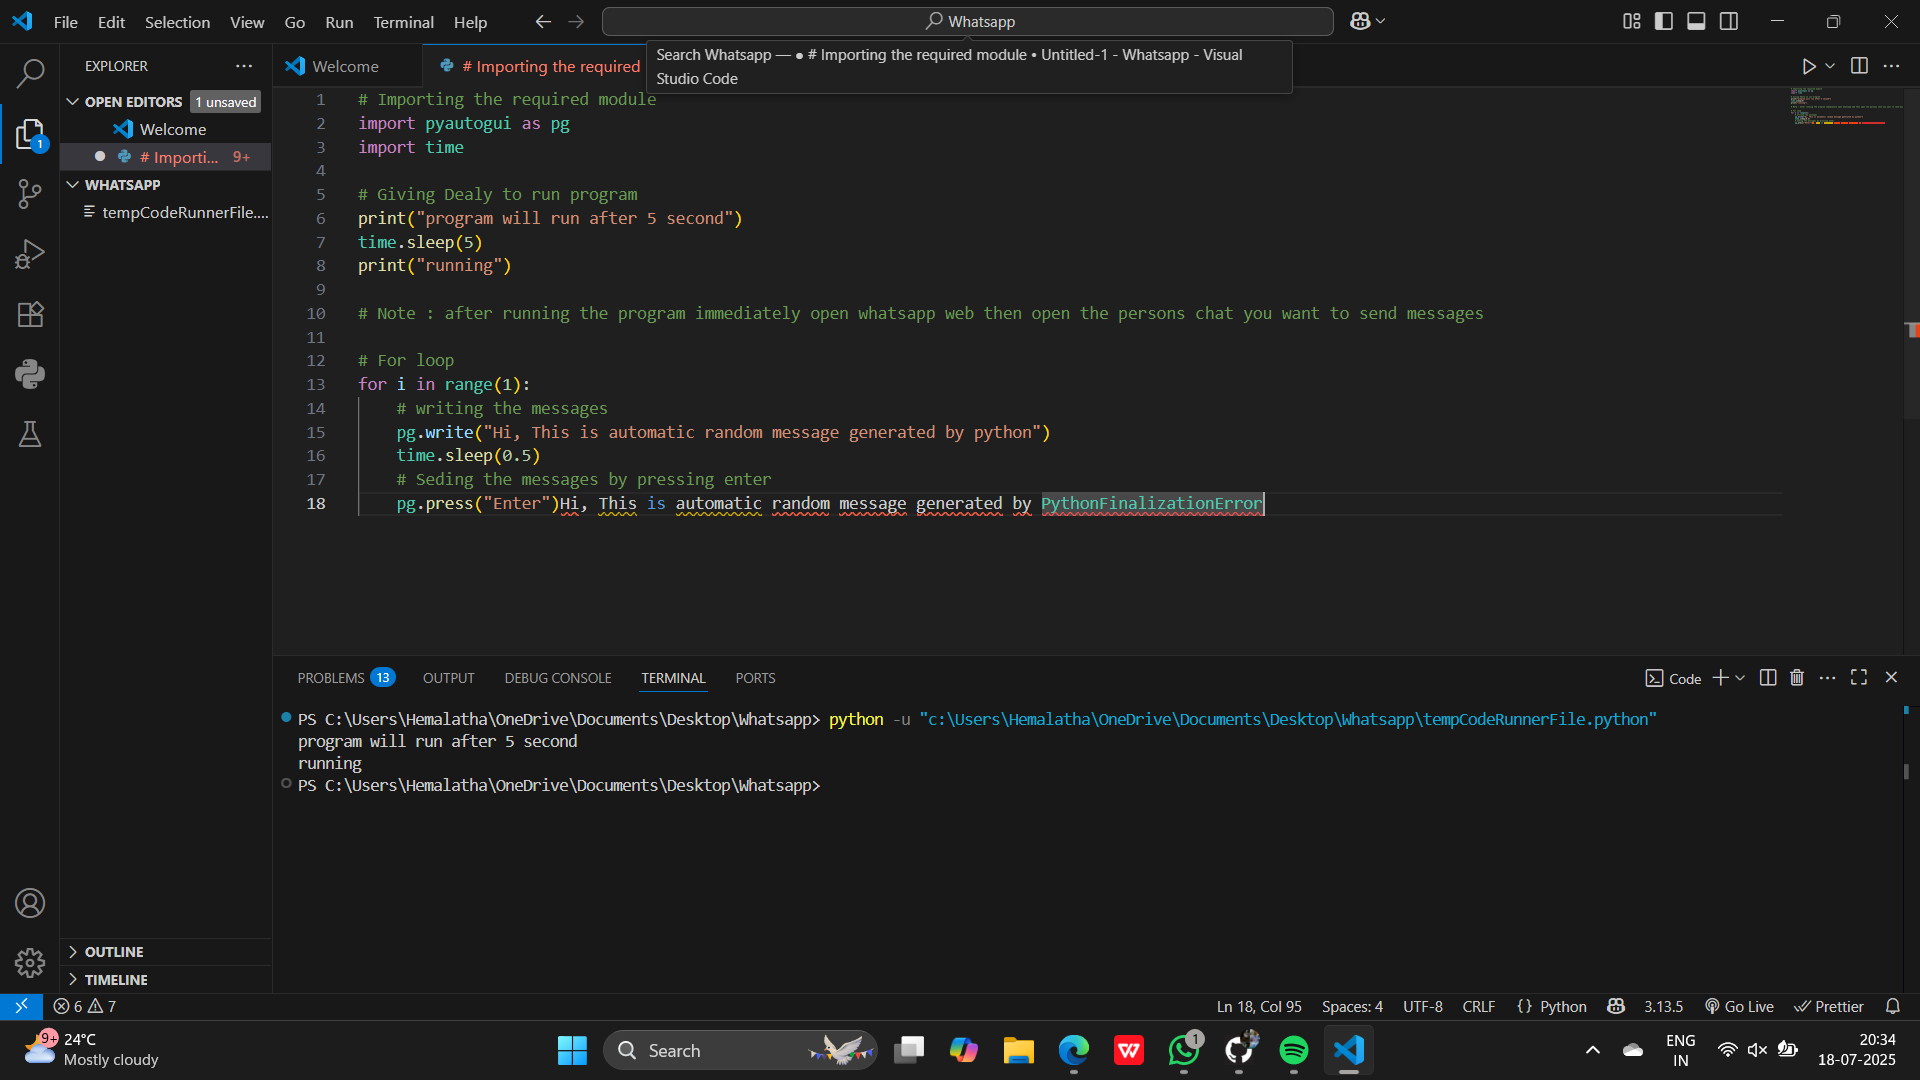 File Edit Selection View Go Run Terminal Help
Whatsapp
EXPLORER
Welcome
# Importing the required
Search Whatsapp — ● # Importing the required module • Untitled-1 - Whatsapp - Visual
Studio Code
OPEN EDITORS 1 unsaved
Welcome
# Importi... 9+
1
WHATSAPP
tempCodeRunnerFile....
1 # Importing the required module
2 import pyautogui as pg
3 import time
4
5 # Giving Dealy to run program
6 print("program will run after 5 second")
7 time.sleep(5)
8 print("running")
9
10 # Note : after running the program immediately open whatsapp web then open the persons chat you want to send messages
11
12 # For loop
13 for i in range(1):
14 # writing the messages
15 pg.write("Hi, This is automatic random message generated by python")
16 time.sleep(0.5)
17 # Seding the messages by pressing enter
18 pg.press("Enter")Hi, This is automatic random message generated by PythonFinalizationError
PROBLEMS 13 OUTPUT DEBUG CONSOLE TERMINAL PORTS
Code
PS C:\Users\Hemalatha\OneDrive\Documents\Desktop\Whatsapp> python -u "c:\Users\Hemalatha\OneDrive\Documents\Desktop\Whatsapp\tempCodeRunnerFile.python"
program will run after 5 second
running
PS C:\Users\Hemalatha\OneDrive\Documents\Desktop\Whatsapp>
OUTLINE
TIMELINE
6 7
Ln 18, Col 95 Spaces: 4 UTF-8 CRLF {} Python 3.13.5 Go Live Prettier
9+
24°C
Mostly cloudy
Search
W
1
ENG
IN
20:34
18-07-2025